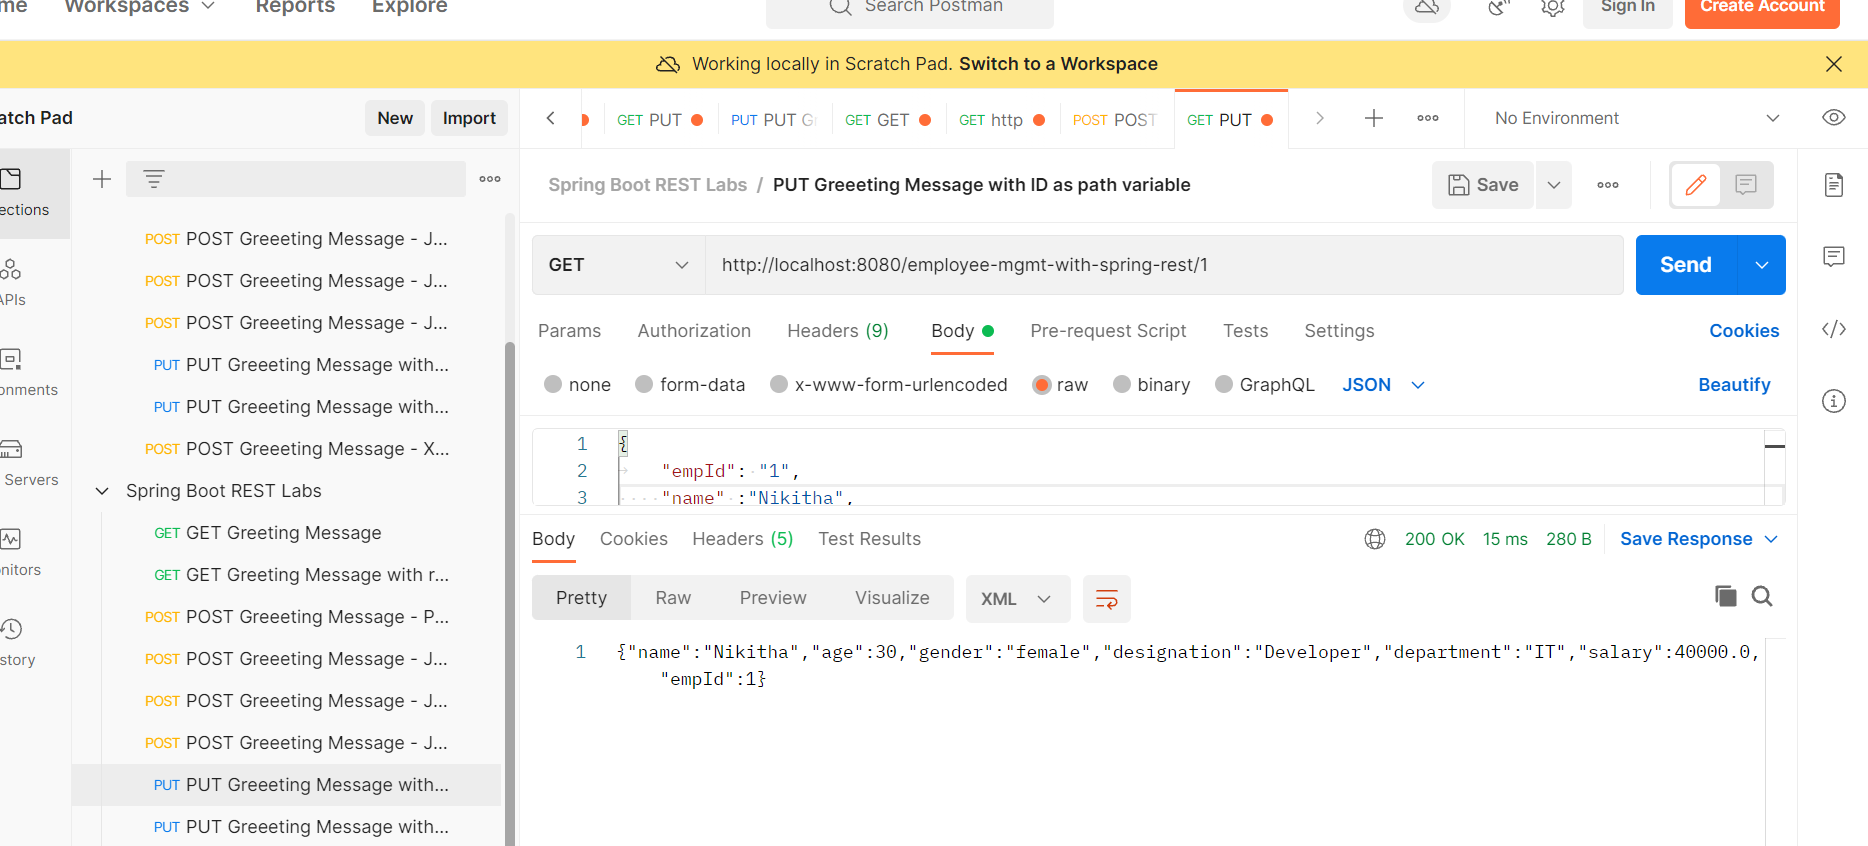 me Workspaces Reports Explore Search Postman Sign In Create Account
Working locally in Scratch Pad. Switch to a Workspace
atch Pad New Import
GET PUT PUT PUT G GET GET GET http POST POST GET PUT No Environment
Spring Boot REST Labs / PUT Greeeting Message with ID as path variable Save
ections
APIs
onments
Servers
nitors
story
POST POST Greeeting Message - J...
POST POST Greeeting Message - J...
POST POST Greeeting Message - J...
PUT PUT Greeeting Message with...
PUT PUT Greeeting Message with...
POST POST Greeeting Message - X...
Spring Boot REST Labs
GET GET Greeting Message
GET GET Greeting Message with r...
POST POST Greeeting Message - P...
POST POST Greeeting Message - J...
POST POST Greeeting Message - J...
POST POST Greeeting Message - J...
PUT PUT Greeeting Message with...
PUT PUT Greeeting Message with...
GET http://localhost:8080/employee-mgmt-with-spring-rest/1 Send
Params Authorization Headers (9) Body Pre-request Script Tests Settings Cookies
none form-data x-www-form-urlencoded raw binary GraphQL JSON Beautify
1 {
2 "empId": "1",
3 "name" :"Nikitha",
Body Cookies Headers (5) Test Results 200 OK 15 ms 280 B Save Response
Pretty Raw Preview Visualize XML
1 {"name":"Nikitha","age":30,"gender":"female","designation":"Developer","department":"IT","salary":40000.0,
"empId":1}